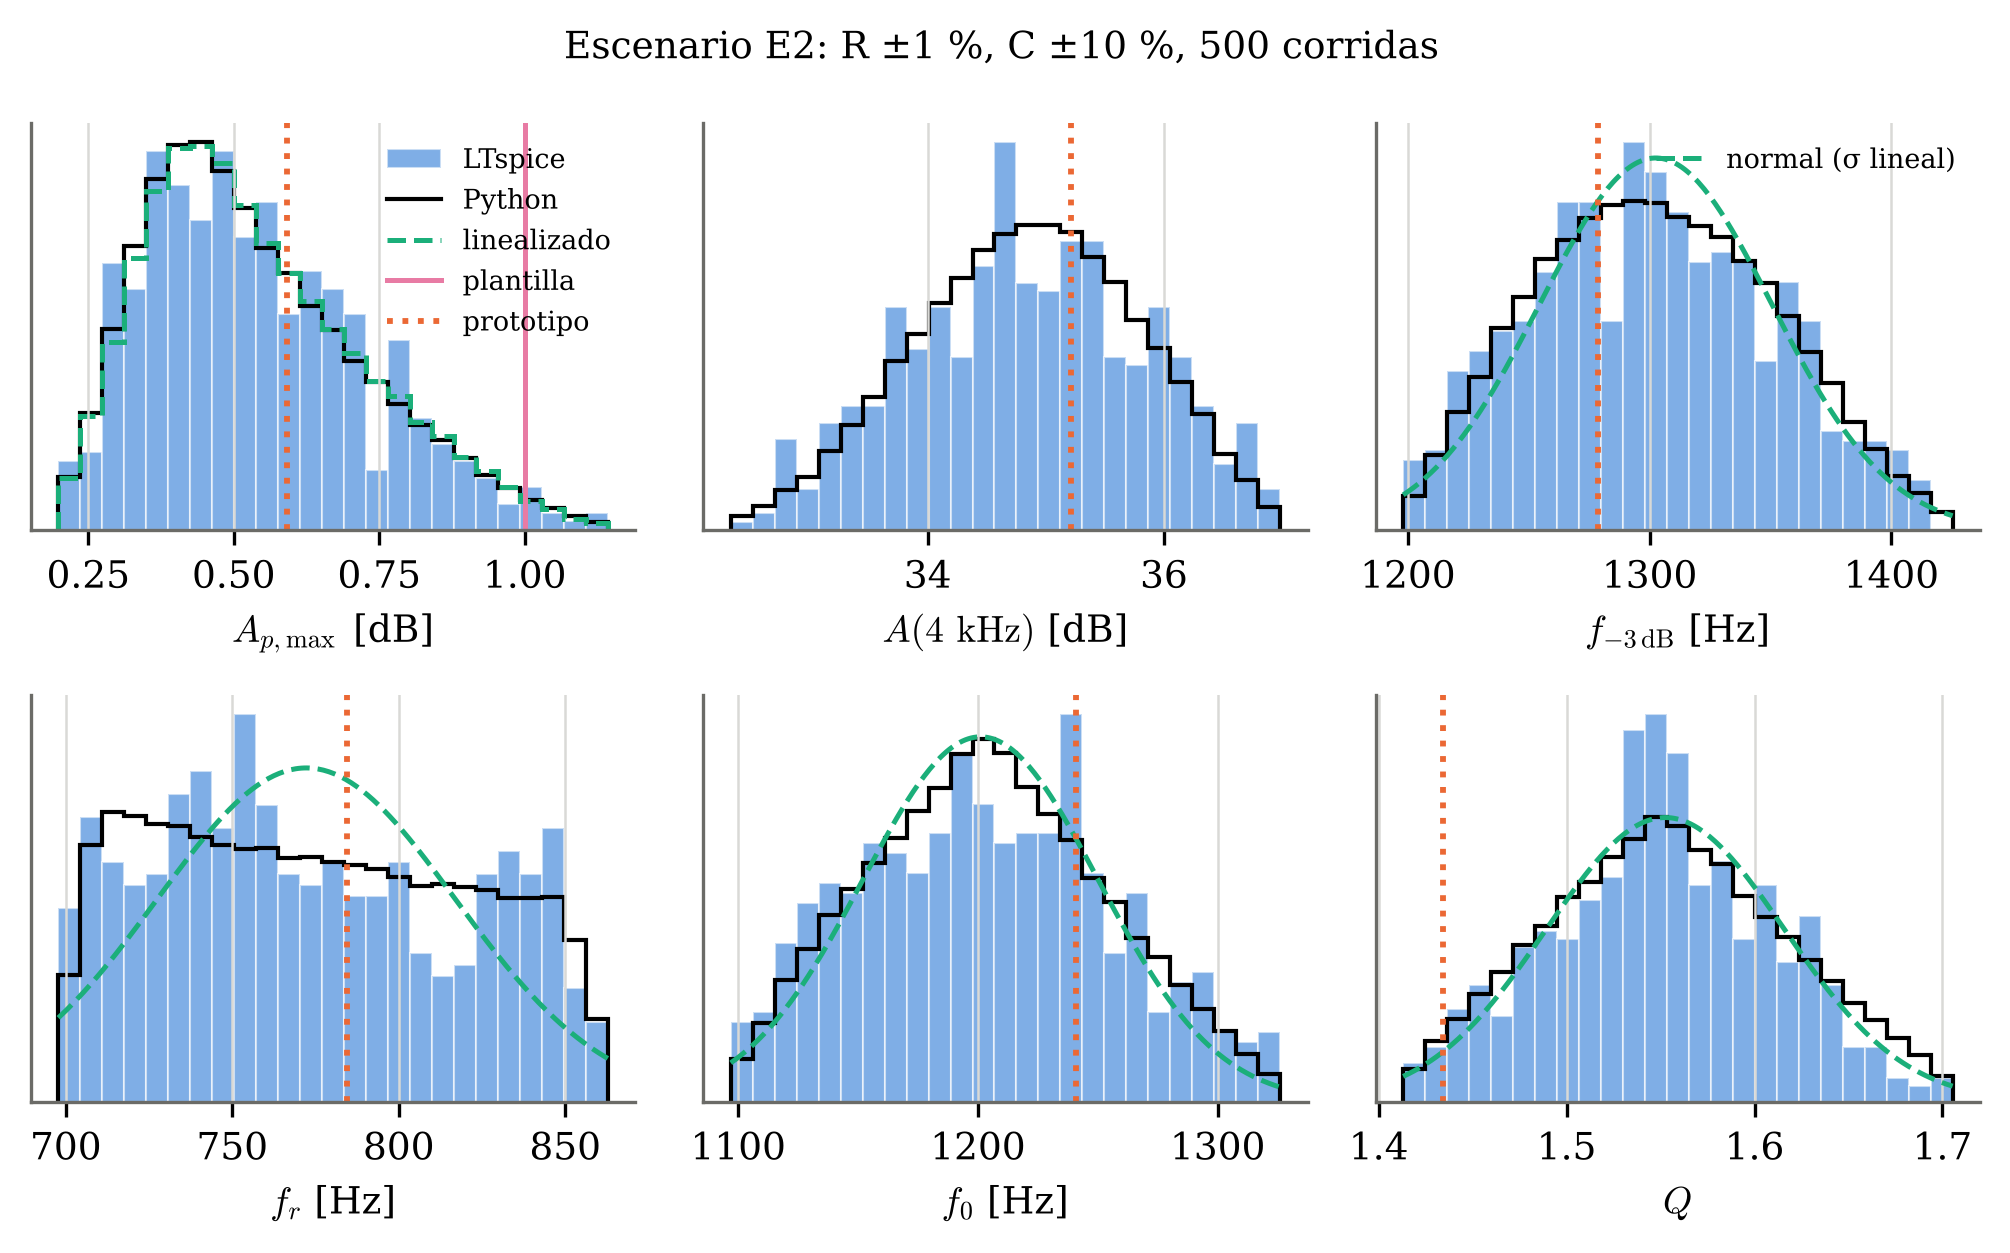 Escenario E2: R ±1 %, C ±10 %, 500 corridas
LTspice
Python
linealizado
plantilla
prototipo
normal (σ lineal)
0.25 0.50 0.75 1.00
34 36
1200 1300 1400
A_{p, max} [dB]
A(4 kHz) [dB]
f_{−3 dB} [Hz]
700 750 800 850
1100 1200 1300
1.4 1.5 1.6 1.7
f_r [Hz]
f_0 [Hz]
Q